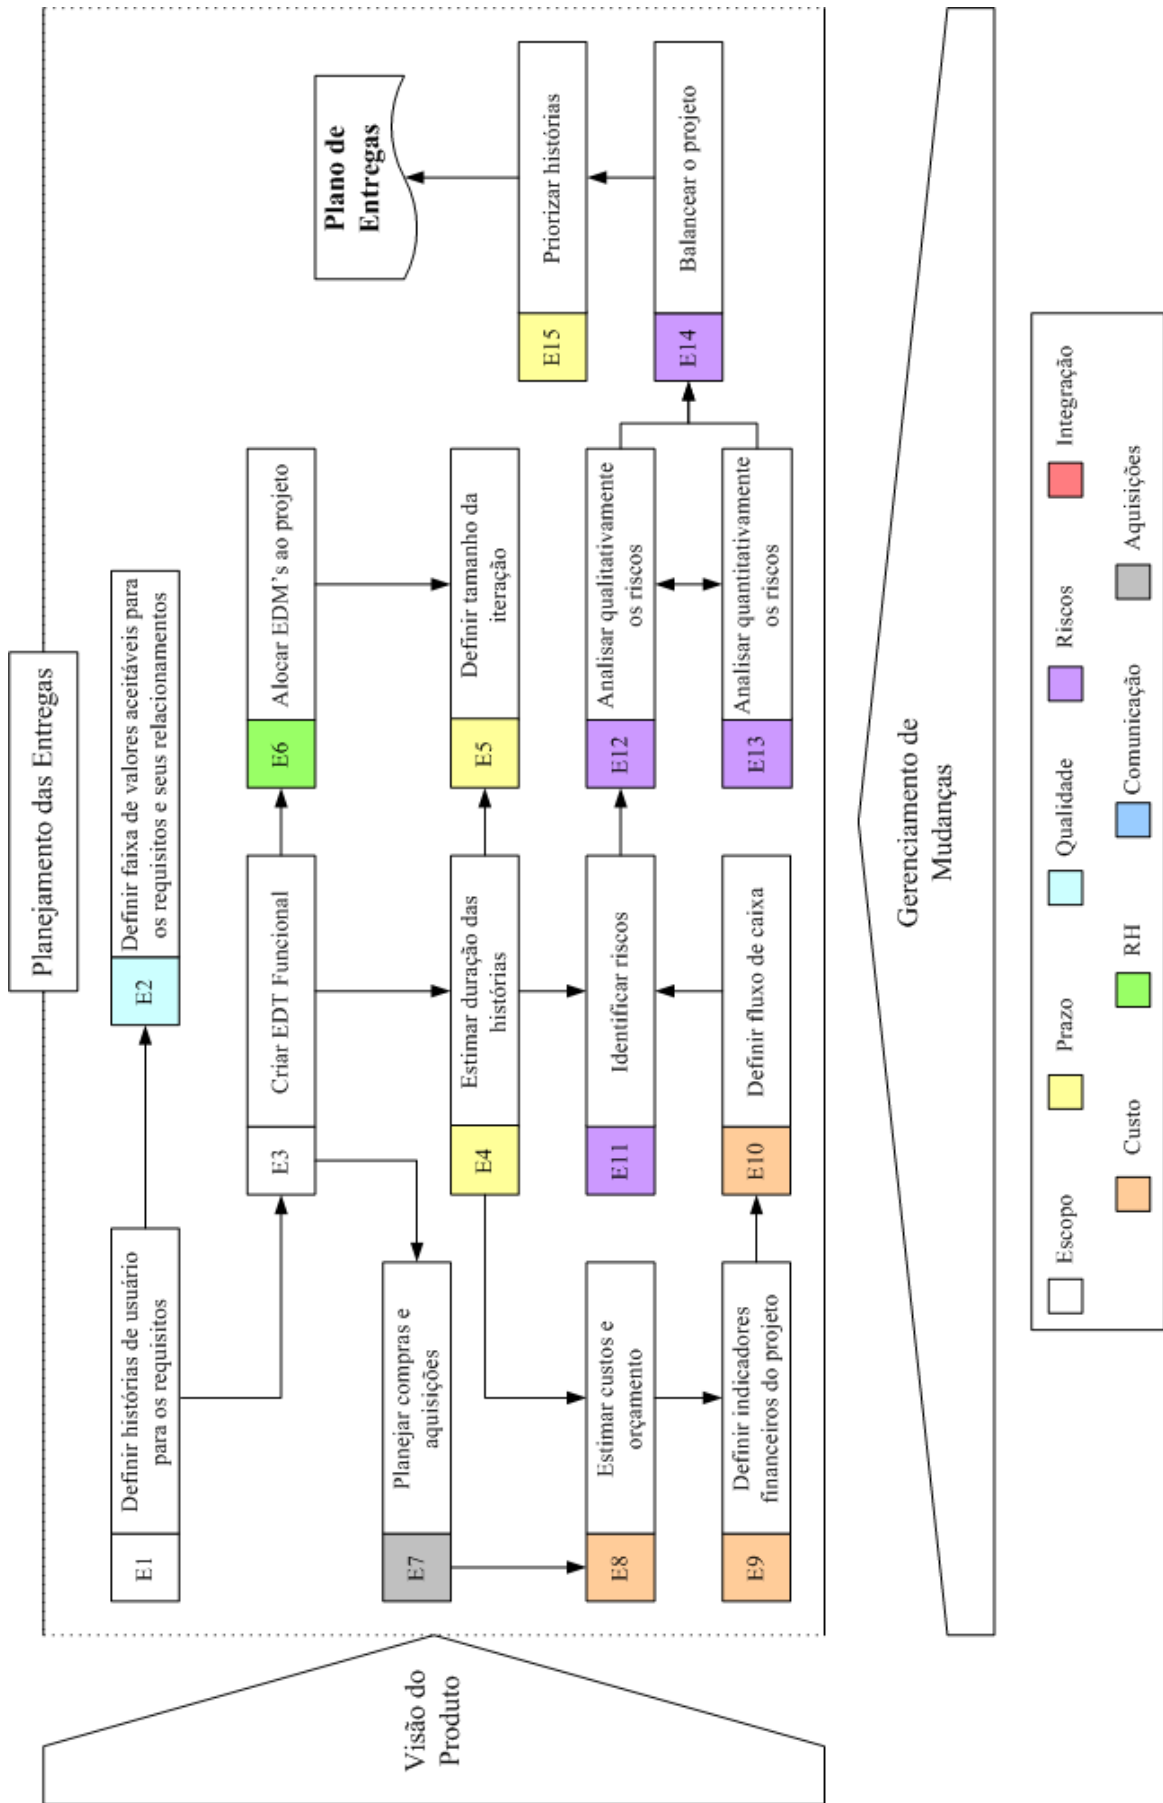 Planejamento das Entregas
Visão do
Produto
E1
Definir histórias de usuário
para os requisitos
E2
Definir faixa de valores aceitáveis para
os requisitos e seus relacionamentos
E3
Criar EDT Funcional
E6
Alocar EDM's ao projeto
Plano de
Entregas
E7
Planejar compras e
aquisições
E4
Estimar duração das
histórias
E5
Definir tamanho da
iteração
E15
Priorizar histórias
E8
Estimar custos e
orçamento
E11
Identificar riscos
E12
Analisar qualitativamente
os riscos
E14
Balancear o projeto
E9
Definir indicadores
financeiros do projeto
E10
Definir fluxo de caixa
E13
Analisar quantitativamente
os riscos
Gerenciamento de
Mudanças
Escopo
Prazo
Qualidade
Riscos
Integração
Custo
RH
Comunicação
Aquisições